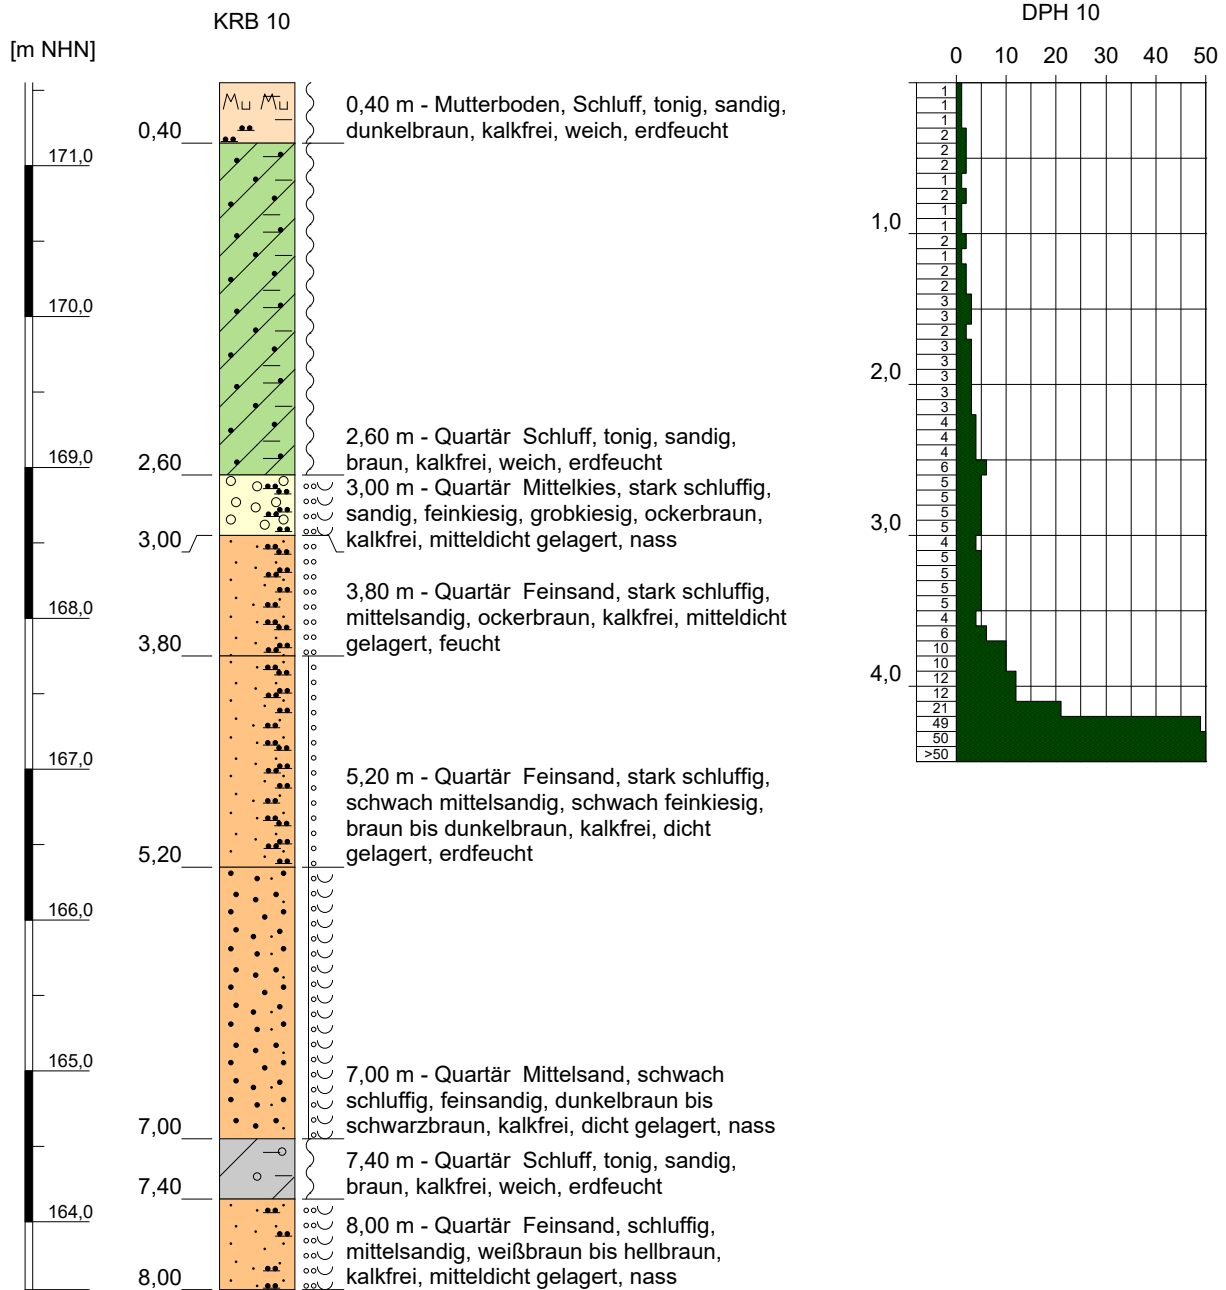 KRB 10
[m NHN]
0,40 m - Mutterboden, Schluff, tonig, sandig,
dunkelbraun, kalkfrei, weich, erdfeucht
0,40
171,0
170,0
2,60 m - Quartär Schluff, tonig, sandig,
braun, kalkfrei, weich, erdfeucht
2,60
169,0
3,00 m - Quartär Mittelkies, stark schluffig,
sandig, feinkiesig, grobkiesig, ockerbraun,
kalkfrei, mitteldicht gelagert, nass
3,00
3,80 m - Quartär Feinsand, stark schluffig,
mittelsandig, ockerbraun, kalkfrei, mitteldicht
gelagert, feucht
168,0
3,80
167,0
5,20 m - Quartär Feinsand, stark schluffig,
schwach mittelsandig, schwach feinkiesig,
braun bis dunkelbraun, kalkfrei, dicht
gelagert, erdfeucht
5,20
166,0
165,0
7,00 m - Quartär Mittelsand, schwach
schluffig, feinsandig, dunkelbraun bis
schwarzbraun, kalkfrei, dicht gelagert, nass
7,00
7,40 m - Quartär Schluff, tonig, sandig,
braun, kalkfrei, weich, erdfeucht
7,40
164,0
8,00 m - Quartär Feinsand, schluffig,
mittelsandig, weißbraun bis hellbraun,
kalkfrei, mitteldicht gelagert, nass
8,00
DPH 10
0 10 20 30 40 50
1
1
1
2
2
2
1
2
1
1,0
1
2
1
2
2
3
3
2
3
3
2,0
3
3
3
4
4
4
6
5
5
5
3,0
5
4
5
5
5
5
4
6
10
10
4,0
12
12
21
49
50
>50